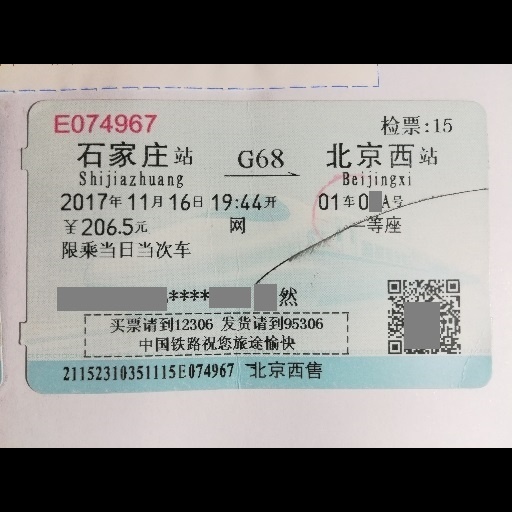 E074967 检票:15
石家庄站 G68 北京西站
Shijiazhuang Beijingxi
2017年11月16日19:44开 01车0 A号
￥206.5元 网 一等座
限乘当日当次车
**** 然
买票请到12306 发货请到95306
中国铁路祝您旅途愉快
21152310351115E074967 北京西售